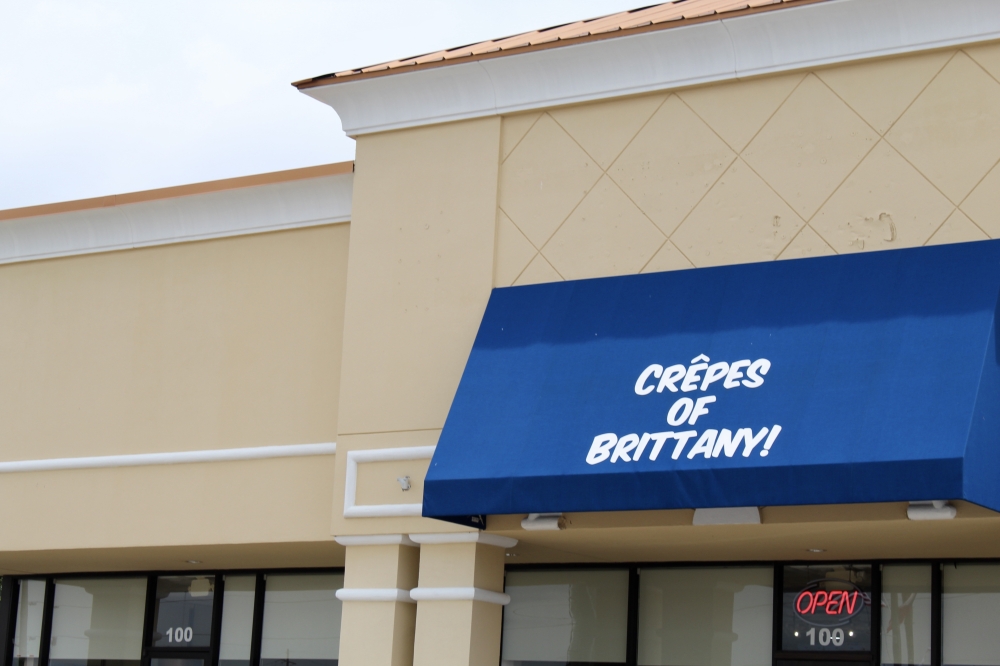 CRÊPES
OF
BRITTANY!
OPEN
100
100